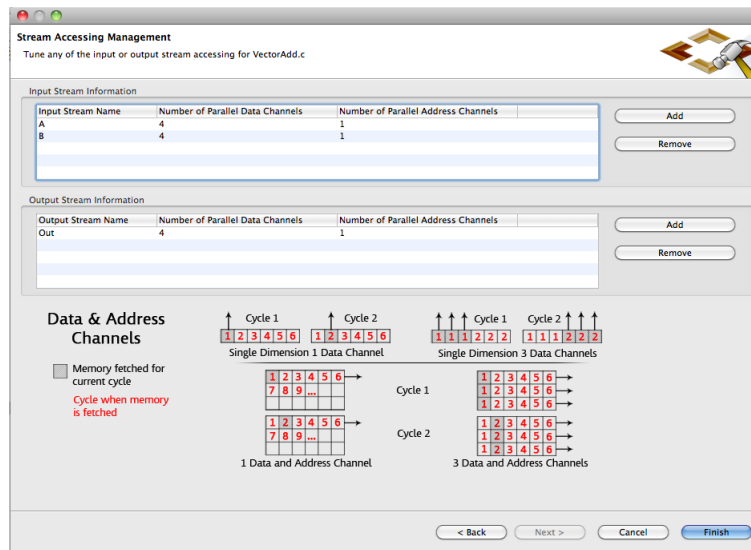 Stream Accessing Management
Tune any of the input or output stream accessing for VectorAdd.c
Input Stream Information
Input Stream Name Number of Parallel Data Channels Number of Parallel Address Channels
A 4 1
B 4 1
Add
Remove
Output Stream Information
Output Stream Name Number of Parallel Data Channels Number of Parallel Address Channels
Out 4 1
Add
Remove
Data & Address
Channels
Memory fetched for
current cycle
Cycle when memory
is fetched
Cycle 1 Cycle 2
1 2 3 4 5 6 1 2 3 4 5 6
Single Dimension 1 Data Channel
Cycle 1 Cycle 2
1 1 1 2 2 2 1 1 1 2 2 2
Single Dimension 3 Data Channels
1 2 3 4 5 6
7 8 9 ...
Cycle 1
1 2 3 4 5 6
1 2 3 4 5 6
1 2 3 4 5 6
1 2 3 4 5 6
7 8 9 ...
Cycle 2
1 2 3 4 5 6
1 2 3 4 5 6
1 2 3 4 5 6
1 Data and Address Channel
3 Data and Address Channels
< Back
Next >
Cancel
Finish